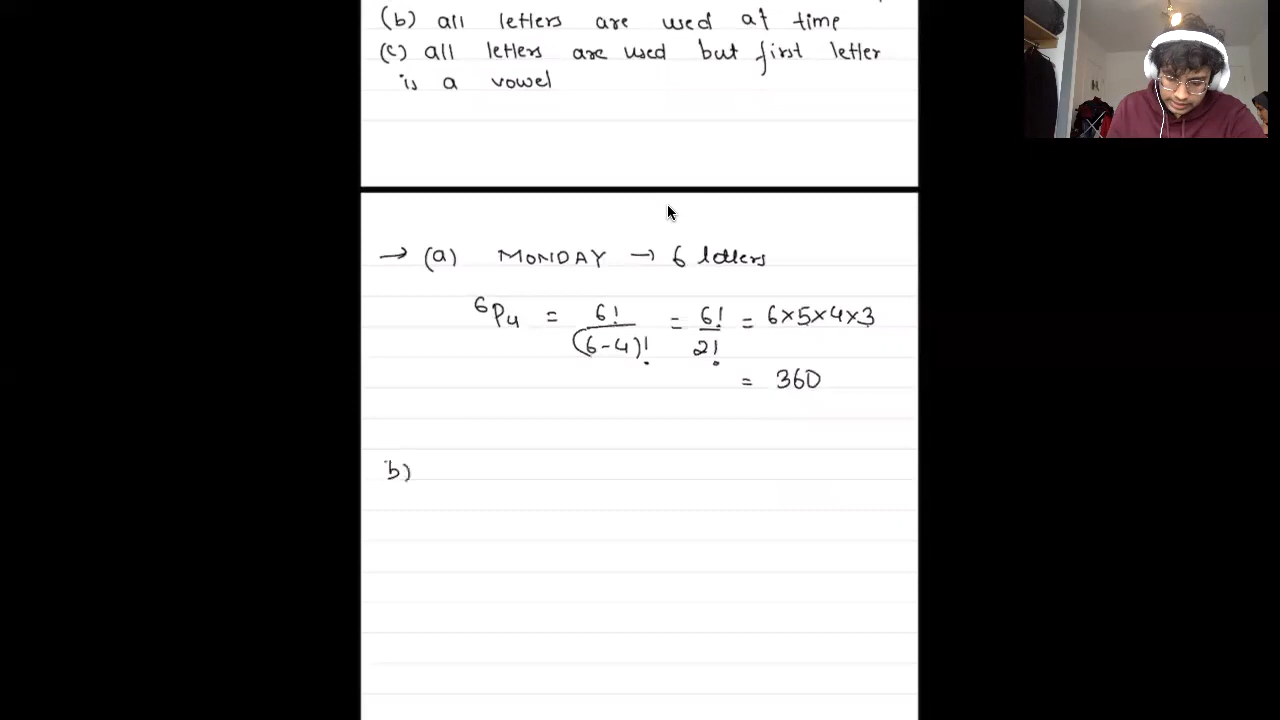 (b) all letters are used at time
(c) all letters are used but first letter
is a vowel
→ (a) MONDAY → 6 letters
⁶P₄ = 6!/(6-4)! = 6!/2! = 6×5×4×3
= 360
b)